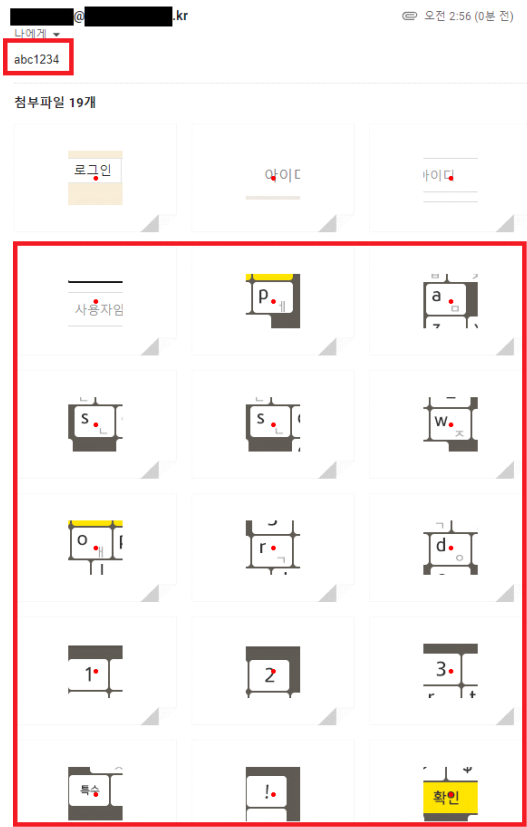 @ .kr 오전 2:56 (0분 전)
나에게
abc1234
첨부파일 19개
로그인 아이디 아이디
사용자암 p ㅔ a ㅁ
s ㄴ s ㄴ w ㅈ
o ㅐ p r ㄱ d ㅇ
1 2 3 r t
특수 ! 확인